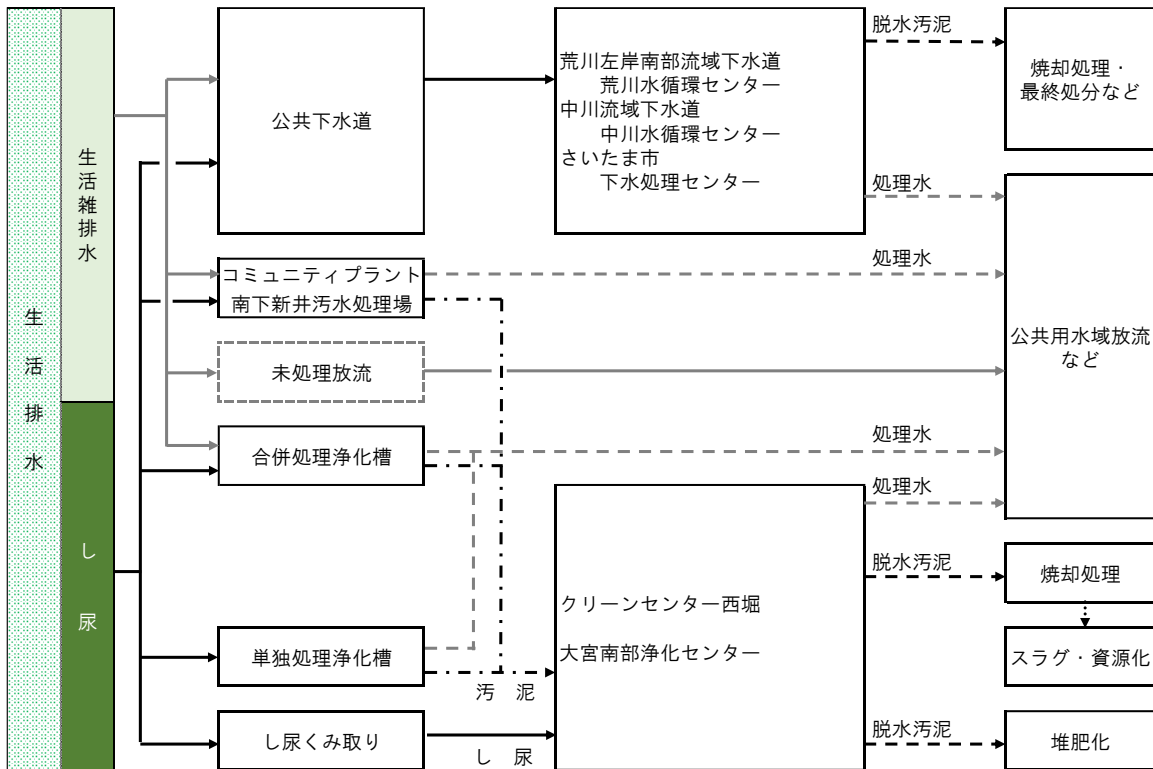 生活排水
生活雑排水
し尿
公共下水道
コミュニティプラント
南下新井汚水処理場
未処理放流
合併処理浄化槽
単独処理浄化槽
し尿くみ取り
汚　泥
し　尿
荒川左岸南部流域下水道
荒川水循環センター
中川流域下水道
中川水循環センター
さいたま市
下水処理センター
クリーンセンター西堀
大宮南部浄化センター
脱水汚泥
処理水
処理水
処理水
処理水
脱水汚泥
脱水汚泥
焼却処理・
最終処分など
公共用水域放流
など
焼却処理
スラグ・資源化
堆肥化